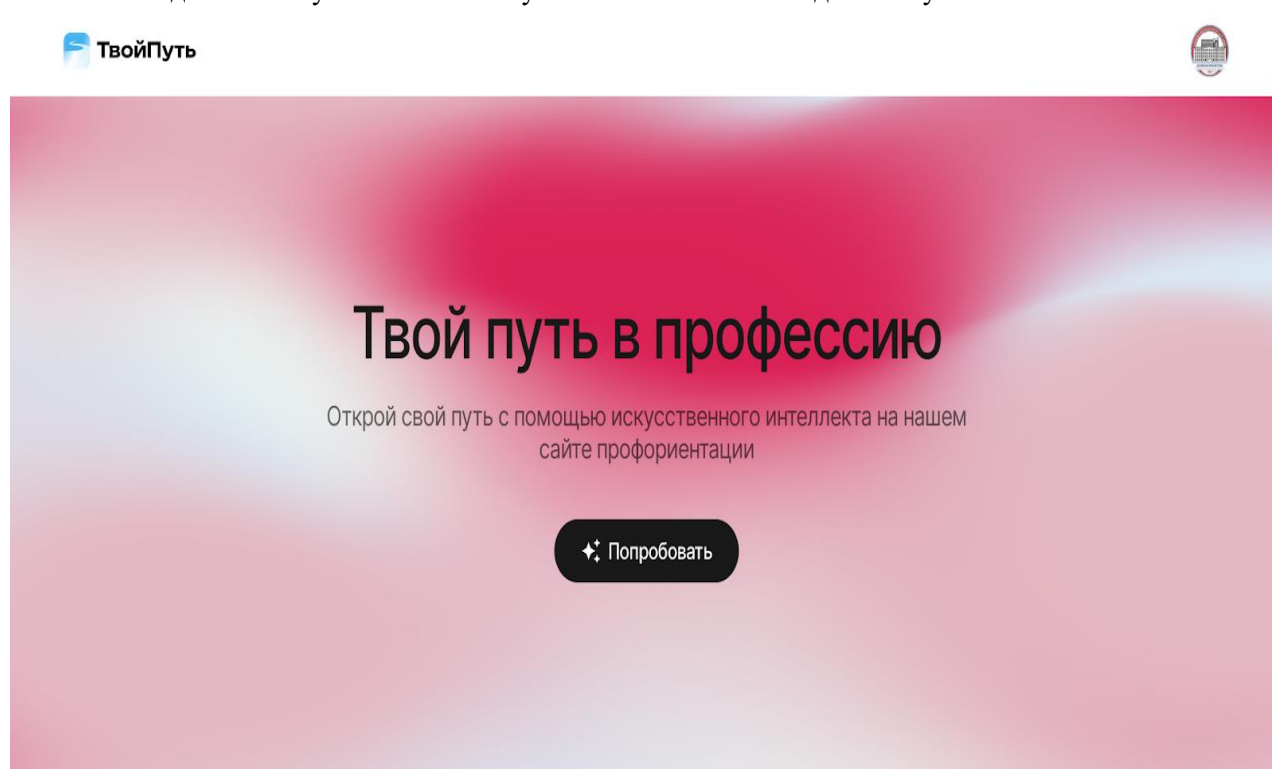 ТвойПуть
Твой путь в профессию
Открой свой путь с помощью искусственного интеллекта на нашем
сайте профориентации
Попробовать